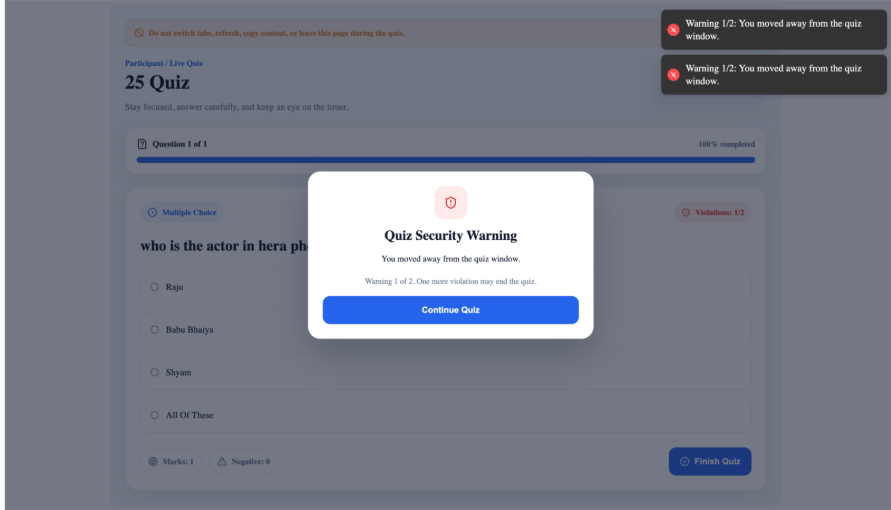 Do not switch tabs, refresh, copy content, or leave this page during the quiz.
Warning 1/2: You moved away from the quiz
window.
Warning 1/2: You moved away from the quiz
window.
Participant / Live Quiz
25 Quiz
Stay focused, answer carefully, and keep an eye on the timer.
Question 1 of 1
100% completed
Multiple Choice
Violations: 1/2
who is the actor in hera
Quiz Security Warning
You moved away from the quiz window.
Warning 1 of 2. One more violation may end the quiz.
Continue Quiz
Raju
Babu Bhaiya
Shyam
All Of These
Marks: 1
Negative: 0
Finish Quiz